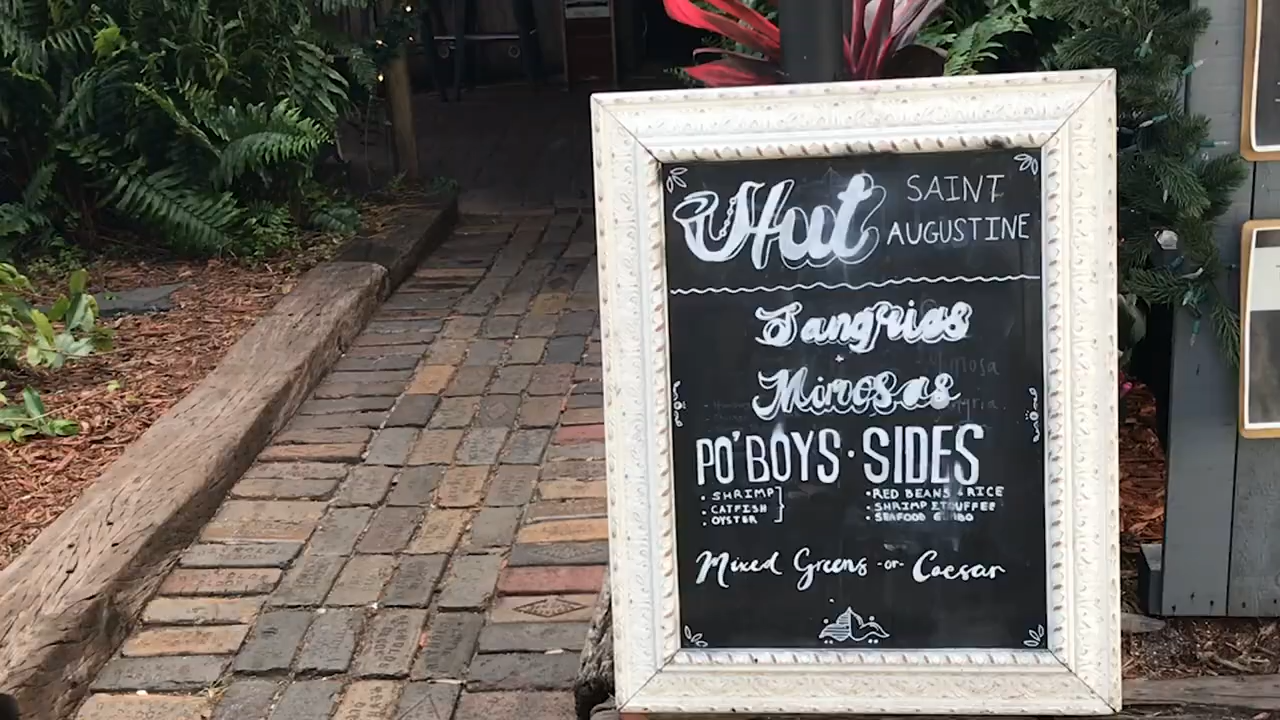 Hut SAINT
AUGUSTINE
Sangrias
+
Mimosas
PO'BOYS · SIDES
• SHRIMP
• CATFISH
• OYSTER
• RED BEANS & RICE
• SHRIMP ETOUFFEE
• SEAFOOD GUMBO
Mixed Greens -or- Caesar